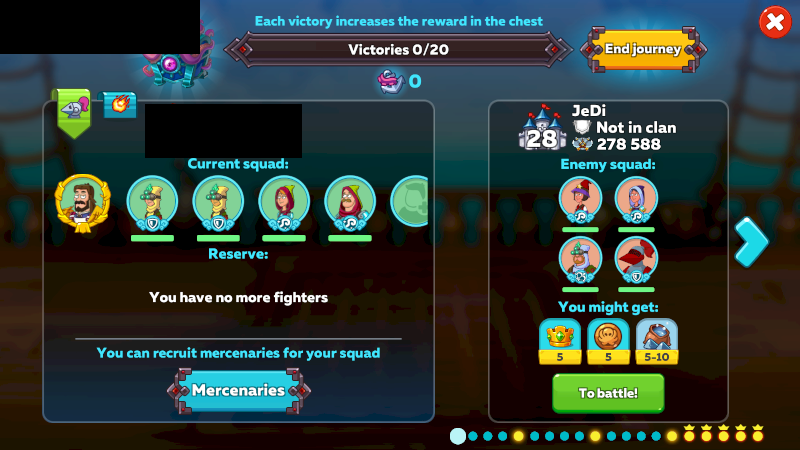 Each victory increases the reward in the chest
Victories 0/20
End journey
0
Current squad:
Reserve:
You have no more fighters
You can recruit mercenaries for your squad
Mercenaries
28
JeDi
Not in clan
278 588
Enemy squad:
You might get:
5 5 5-10
To battle!